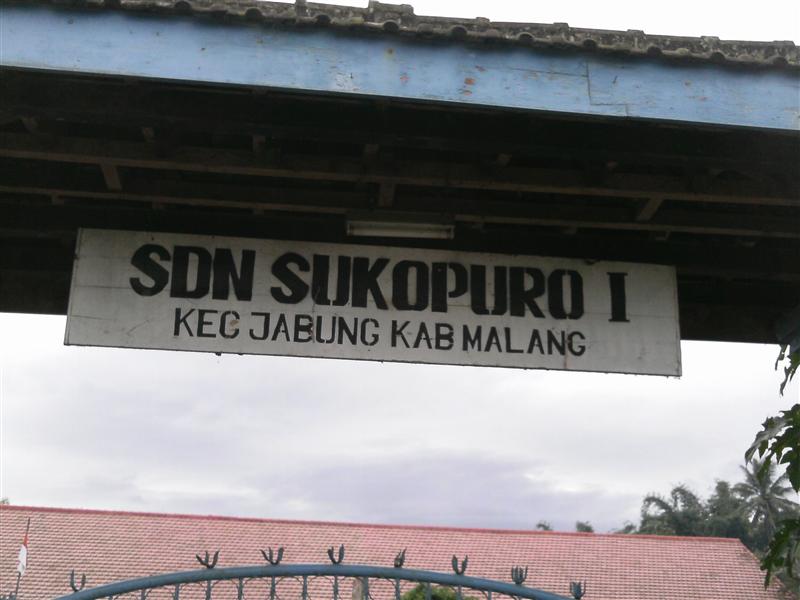 SDN SUKOPURO I
KEC JABUNG KAB MALANG